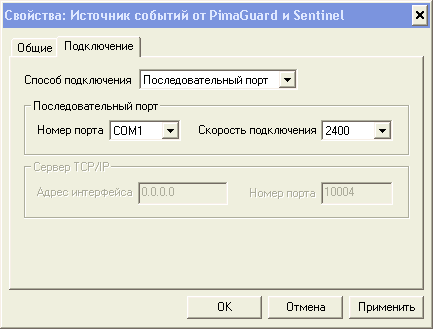 Свойства: Источник событий от PimaGuard и Sentinel
Общие Подключение
Способ подключения Последовательный порт
Последовательный порт
Номер порта COM1 Скорость подключения 2400
Сервер TCP/IP
Адрес интерфейса 0.0.0.0 Номер порта 10004
OK Отмена Применить